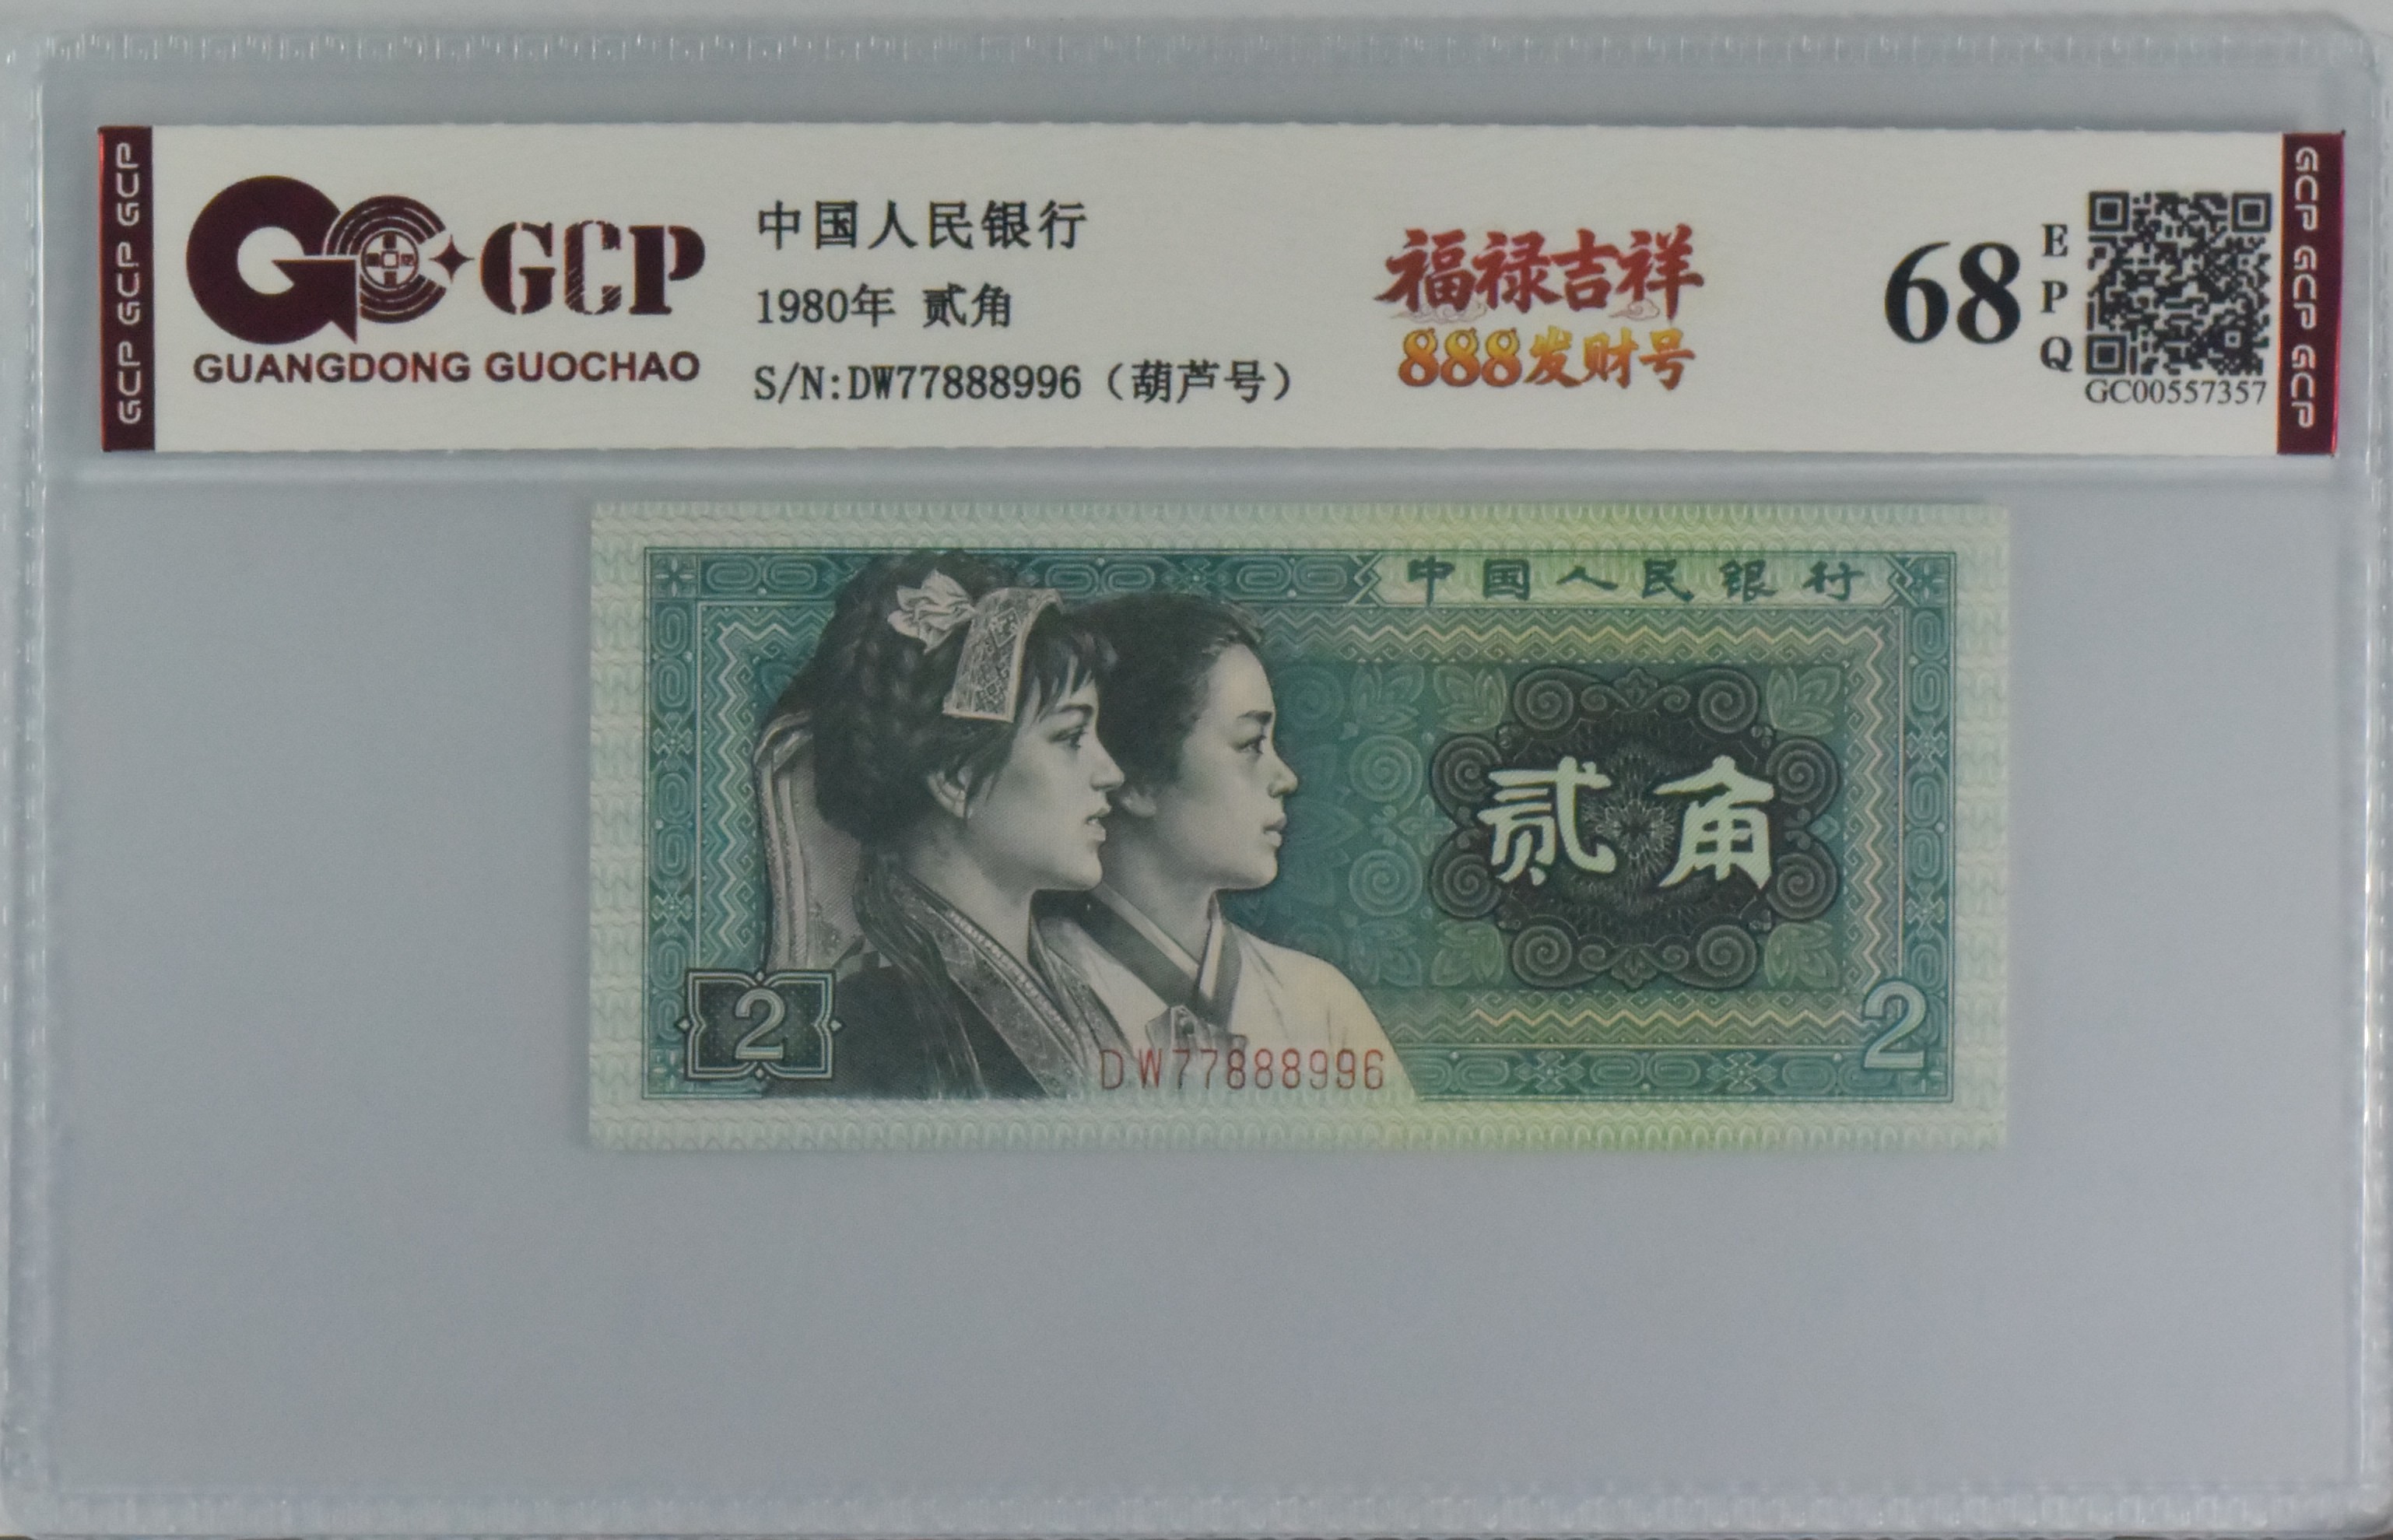 GCP GCP GCP
GCP
GUANGDONG GUOCHAO
中国人民银行
1980年 贰角
S/N:DW77888996（葫芦号）
福禄吉祥
888发财号
68
E
P
Q
GC00557357
GCP GCP GCP
中国人民银行
贰角
2
2
DW77888996